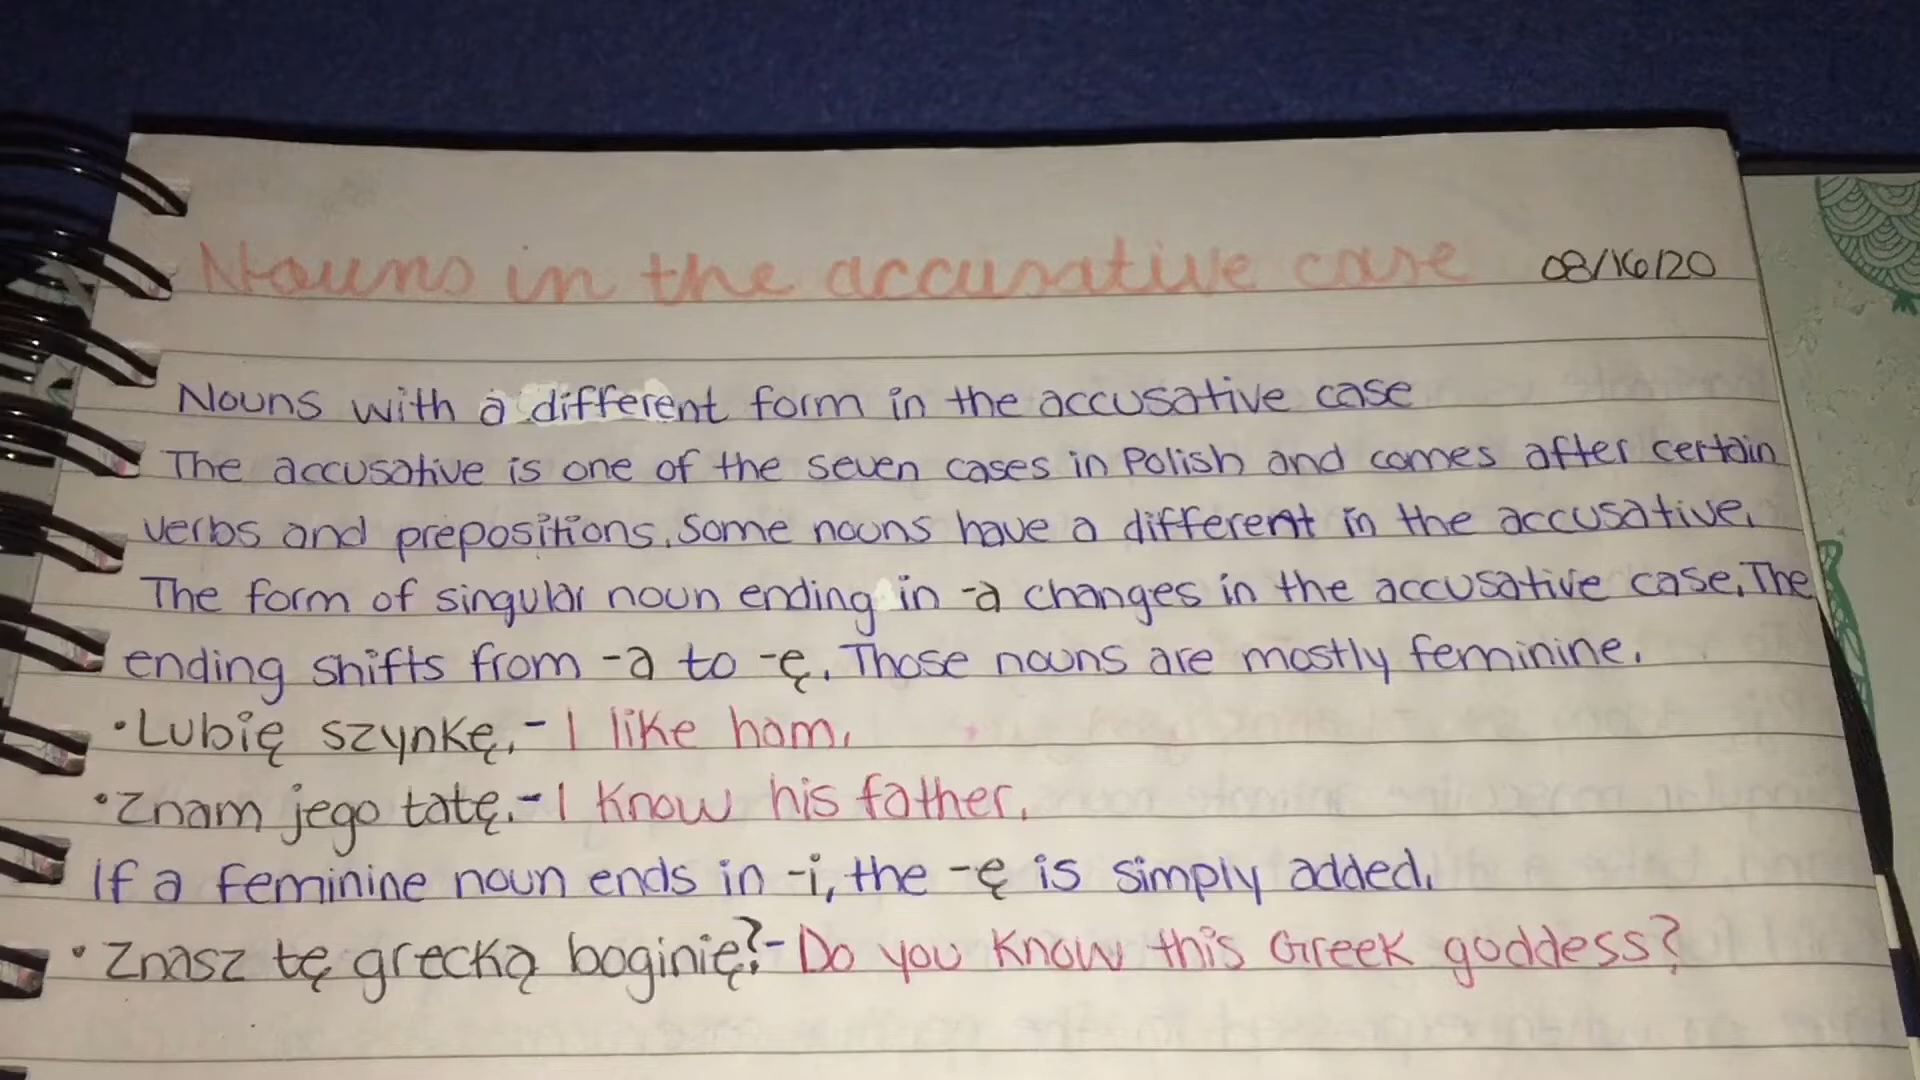 Nouns in the accusative case 08/16/20
Nouns with a different form in the accusative case
The accusative is one of the seven cases in Polish and comes after certain
verbs and prepositions. Some nouns have a different in the accusative.
The form of singular noun ending in -a changes in the accusative case. The
ending shifts from -a to -ę. Those nouns are mostly feminine.
• Lubię szynkę. - I like ham.
• Znam jego tatę. - I know his father.
If a feminine noun ends in -i, the -ę is simply added.
• Znasz tę grecką boginię? - Do you know this Greek goddess?